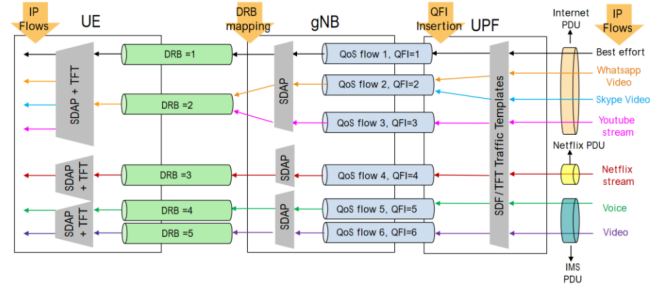 IP
Flows
UE
DRB
mapping
gNB
QFI
Insertion
UPF
Internet
PDU
IP
Flows
DRB =1
QoS flow 1, QFI=1
Best effort
SDAP + TFT
SDAP
QoS flow 2, QFI=2
Whatsapp
Video
DRB =2
Skype Video
QoS flow 3, QFI=3
Youtube
stream
SDF/TFT Traffic Templates
Netflix PDU
SDAP
+ TFT
DRB =3
SDAP
QoS flow 4, QFI=4
Netflix
stream
SDAP
+ TFT
DRB =4
SDAP
QoS flow 5, QFI=5
Voice
DRB =5
QoS flow 6, QFI=6
Video
IMS
PDU